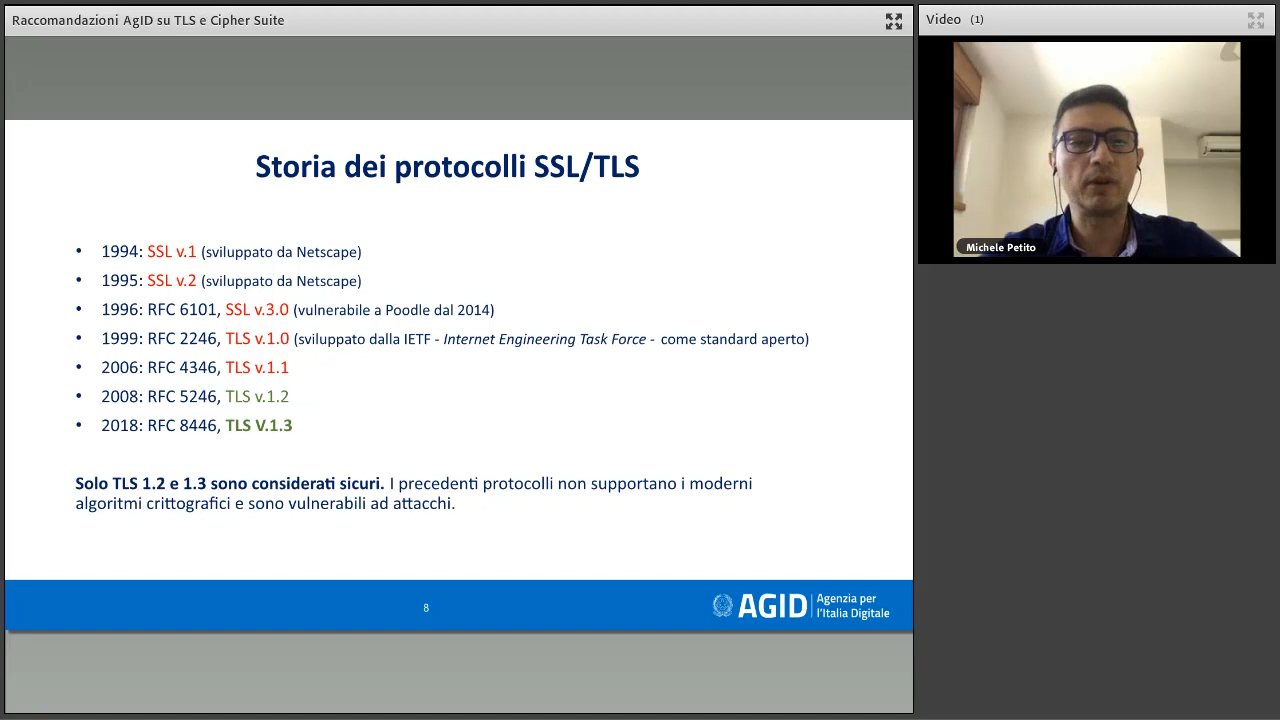 Raccomandazioni AgID su TLS e Cipher Suite
Video (1)
Storia dei protocolli SSL/TLS
• 1994: SSL v.1 (sviluppato da Netscape)
• 1995: SSL v.2 (sviluppato da Netscape)
• 1996: RFC 6101, SSL v.3.0 (vulnerabile a Poodle dal 2014)
• 1999: RFC 2246, TLS v.1.0 (sviluppato dalla IETF - Internet Engineering Task Force - come standard aperto)
• 2006: RFC 4346, TLS v.1.1
• 2008: RFC 5246, TLS v.1.2
• 2018: RFC 8446, TLS V.1.3
Solo TLS 1.2 e 1.3 sono considerati sicuri. I precedenti protocolli non supportano i moderni
algoritmi crittografici e sono vulnerabili ad attacchi.
8
AGID
Agenzia per
l'Italia Digitale
Michele Petito